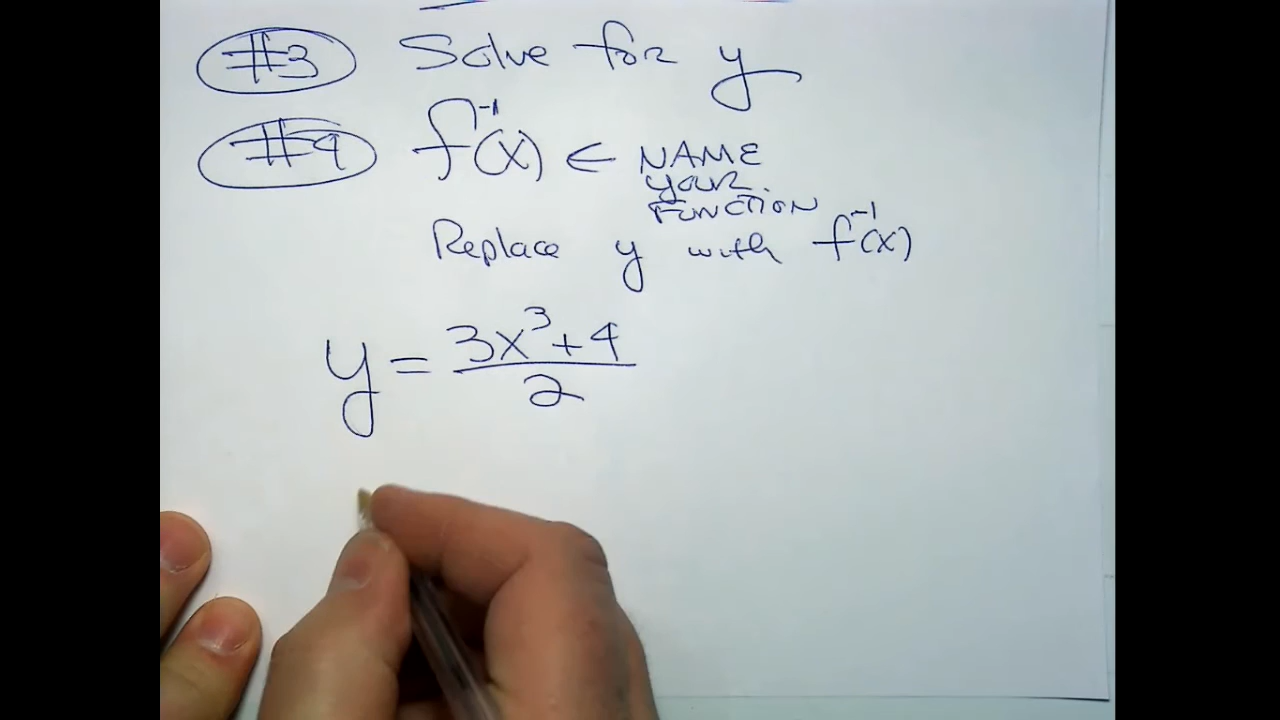 #3 Solve for y
#4 f⁻¹(x) ← NAME
your
FUNCTION
Replace y with f⁻¹(x)
y = (3x³+4)/2